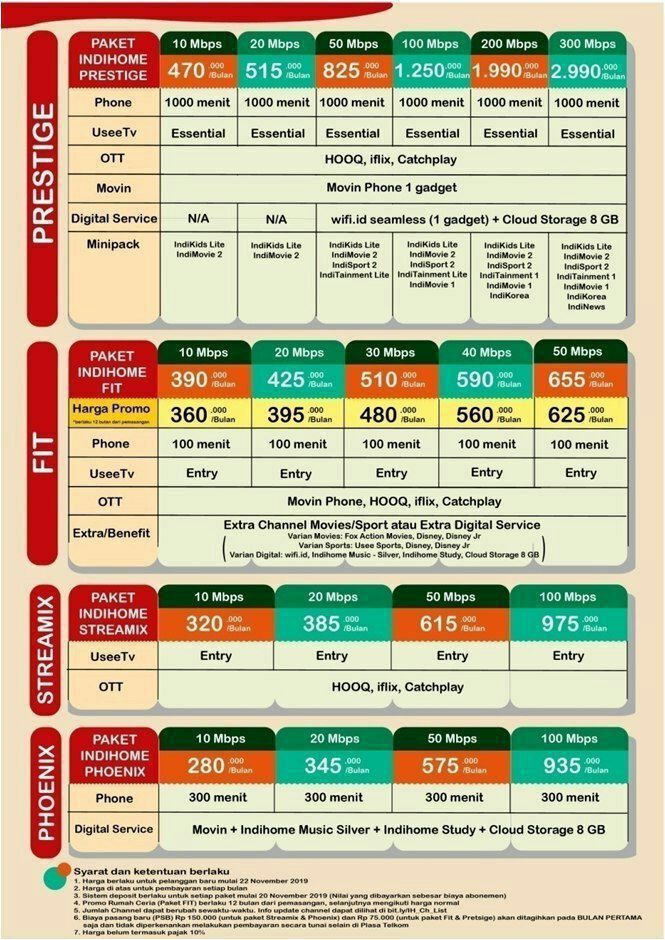 PRESTIGE
PAKET INDIHOME PRESTIGE
10 Mbps 20 Mbps 50 Mbps 100 Mbps 200 Mbps 300 Mbps
470 .000 /Bulan 515 .000 /Bulan 825 .000 /Bulan 1.250 .000 /Bulan 1.990 .000 /Bulan 2.990 .000 /Bulan
Phone 1000 menit 1000 menit 1000 menit 1000 menit 1000 menit 1000 menit
UseeTv Essential Essential Essential Essential Essential Essential
OTT HOOQ, iflix, Catchplay
Movin Movin Phone 1 gadget
Digital Service N/A N/A wifi.id seamless (1 gadget) + Cloud Storage 8 GB
Minipack IndiKids Lite IndiKids Lite IndiKids Lite IndiKids Lite IndiKids Lite IndiKids Lite
IndiMovie 2 IndiMovie 2 IndiMovie 2 IndiMovie 2 IndiMovie 2 IndiMovie 2
IndiSport 2 IndiSport 2 IndiSport 2 IndiSport 2
IndiTainment Lite IndiTainment Lite IndiTainment 1 IndiTainment 1
IndiMovie 1 IndiMovie 1 IndiMovie 1
IndiKorea IndiKorea
IndiNews
FIT
PAKET INDIHOME FIT
10 Mbps 20 Mbps 30 Mbps 40 Mbps 50 Mbps
390 .000 /Bulan 425 .000 /Bulan 510 .000 /Bulan 590 .000 /Bulan 655 .000 /Bulan
Harga Promo 360 .000 /Bulan 395 .000 /Bulan 480 .000 /Bulan 560 .000 /Bulan 625 .000 /Bulan
*berlaku 12 bulan dari pemasangan
Phone 100 menit 100 menit 100 menit 100 menit 100 menit
UseeTv Entry Entry Entry Entry Entry
OTT Movin Phone, HOOQ, iflix, Catchplay
Extra/Benefit Extra Channel Movies/Sport atau Extra Digital Service
( Varian Movies: Fox Action Movies, Disney, Disney Jr
Varian Sports: Usee Sports, Disney, Disney Jr
Varian Digital: wifi.id, Indihome Music - Silver, Indihome Study, Cloud Storage 8 GB )
STREAMIX
PAKET INDIHOME STREAMIX
10 Mbps 20 Mbps 50 Mbps 100 Mbps
320 .000 /Bulan 385 .000 /Bulan 615 .000 /Bulan 975 .000 /Bulan
UseeTv Entry Entry Entry Entry
OTT HOOQ, iflix, Catchplay
PHOENIX
PAKET INDIHOME PHOENIX
10 Mbps 20 Mbps 50 Mbps 100 Mbps
280 .000 /Bulan 345 .000 /Bulan 575 .000 /Bulan 935 .000 /Bulan
Phone 300 menit 300 menit 300 menit 300 menit
Digital Service Movin + Indihome Music Silver + Indihome Study + Cloud Storage 8 GB
Syarat dan ketentuan berlaku
1. Harga berlaku untuk pelanggan baru mulai 22 November 2019
2. Harga di atas untuk pembayaran setiap bulan
3. Sistem deposit berlaku untuk setiap paket mulai 20 November 2019 (Nilai yang dibayarkan sebesar biaya abonemen)
4. Promo Rumah Ceria (Paket FIT) berlaku 12 bulan dari pemasangan, selanjutnya mengikuti harga normal
5. Jumlah Channel dapat berubah sewaktu-waktu. Info update channel dapat dilihat di bit.ly/IH_Ch_List
6. Biaya pasang baru (PSB) Rp 150.000 (untuk paket Streamix & Phoenix) dan Rp 75.000 (untuk paket Fit & Pretsige) akan ditagihkan pada BULAN PERTAMA
saja dan tidak diperkenankan melakukan pembayaran secara tunai selain di Plasa Telkom
7. Harga belum termasuk pajak 10%